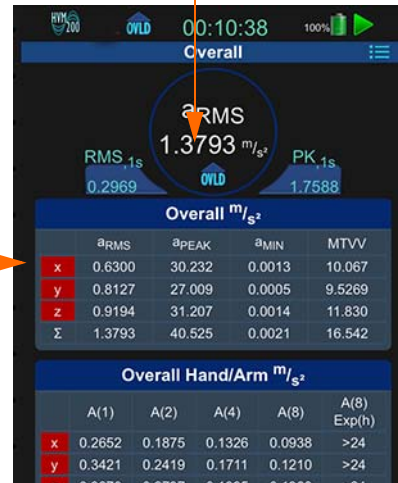 HVM 200 OVLD 00:10:38 100%
Overall
aRMS
1.3793 m/s²
RMS,1s OVLD PK,1s
0.2969 1.7588
Overall m/s²
aRMS aPEAK aMIN MTVV
x 0.6300 30.232 0.0013 10.067
y 0.8127 27.009 0.0005 9.5269
z 0.9194 31.207 0.0014 11.830
Σ 1.3793 40.525 0.0021 16.542
Overall Hand/Arm m/s²
A(1) A(2) A(4) A(8) A(8) Exp(h)
x 0.2652 0.1875 0.1326 0.0938 >24
y 0.3421 0.2419 0.1711 0.1210 >24